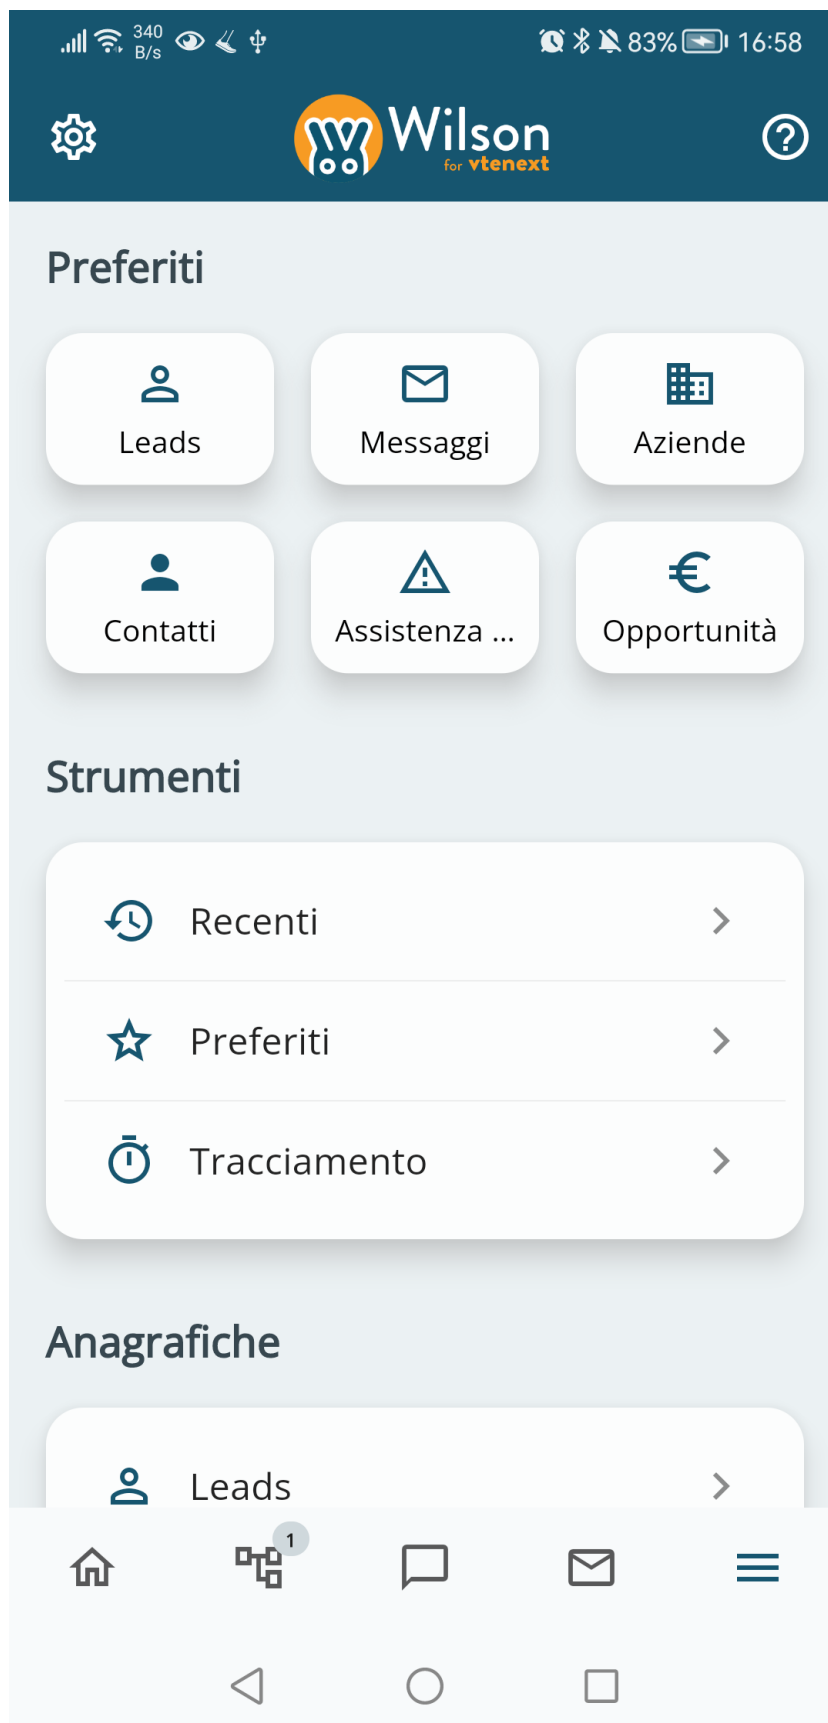 340
B/s
83%
16:58
Wilson
for vtenext
Preferiti
Leads
Messaggi
Aziende
Contatti
Assistenza ...
Opportunità
Strumenti
Recenti
Preferiti
Tracciamento
Anagrafiche
Leads
1